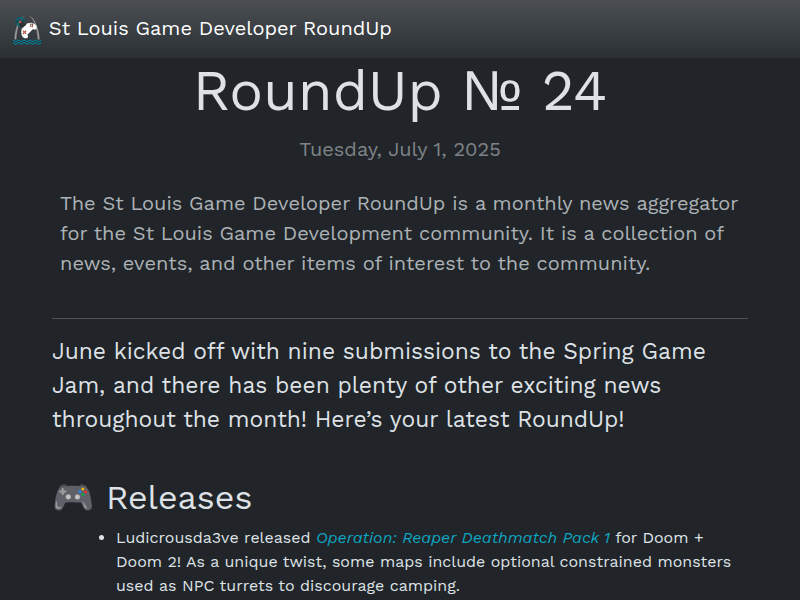 St Louis Game Developer RoundUp
RoundUp № 24
Tuesday, July 1, 2025
The St Louis Game Developer RoundUp is a monthly news aggregator
for the St Louis Game Development community. It is a collection of
news, events, and other items of interest to the community.
June kicked off with nine submissions to the Spring Game
Jam, and there has been plenty of other exciting news
throughout the month! Here’s your latest RoundUp!
🎮 Releases
• Ludicrousda3ve released Operation: Reaper Deathmatch Pack 1 for Doom +
Doom 2! As a unique twist, some maps include optional constrained monsters
used as NPC turrets to discourage camping.